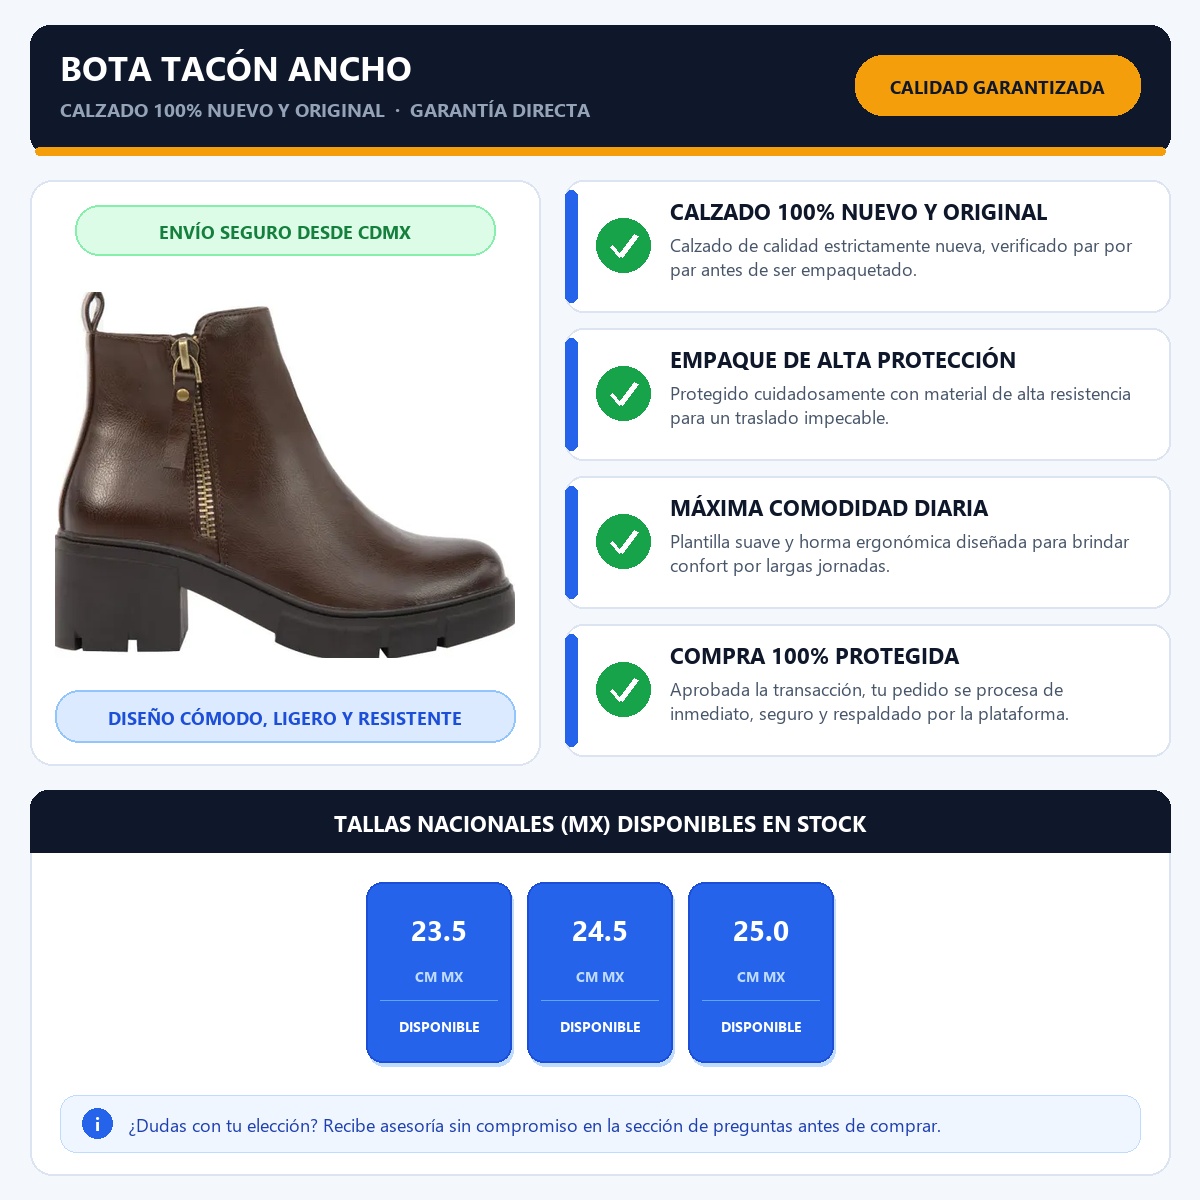 BOTA TACÓN ANCHO
CALZADO 100% NUEVO Y ORIGINAL · GARANTÍA DIRECTA
CALIDAD GARANTIZADA
ENVÍO SEGURO DESDE CDMX
DISEÑO CÓMODO, LIGERO Y RESISTENTE
CALZADO 100% NUEVO Y ORIGINAL
Calzado de calidad estrictamente nueva, verificado par por
par antes de ser empaquetado.
EMPAQUE DE ALTA PROTECCIÓN
Protegido cuidadosamente con material de alta resistencia
para un traslado impecable.
MÁXIMA COMODIDAD DIARIA
Plantilla suave y horma ergonómica diseñada para brindar
confort por largas jornadas.
COMPRA 100% PROTEGIDA
Aprobada la transacción, tu pedido se procesa de
inmediato, seguro y respaldado por la plataforma.
TALLAS NACIONALES (MX) DISPONIBLES EN STOCK
23.5
CM MX
DISPONIBLE
24.5
CM MX
DISPONIBLE
25.0
CM MX
DISPONIBLE
¿Dudas con tu elección? Recibe asesoría sin compromiso en la sección de preguntas antes de comprar.